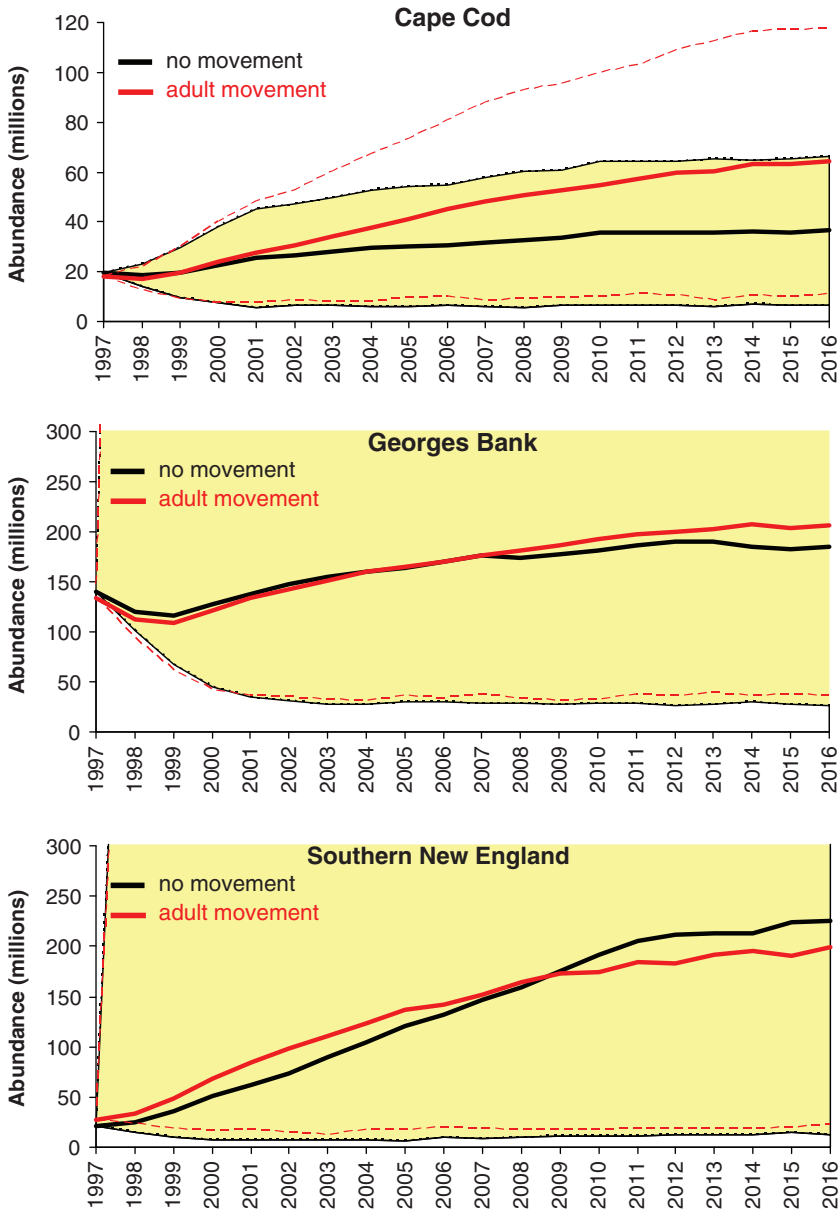 Cape Cod
Abundance (millions)
120
100
80
60
40
20
0
no movement
adult movement
1997 1998 1999 2000 2001 2002 2003 2004 2005 2006 2007 2008 2009 2010 2011 2012 2013 2014 2015 2016
Georges Bank
Abundance (millions)
300
250
200
150
100
50
0
no movement
adult movement
1997 1998 1999 2000 2001 2002 2003 2004 2005 2006 2007 2008 2009 2010 2011 2012 2013 2014 2015 2016
Southern New England
Abundance (millions)
300
250
200
150
100
50
0
no movement
adult movement
1997 1998 1999 2000 2001 2002 2003 2004 2005 2006 2007 2008 2009 2010 2011 2012 2013 2014 2015 2016